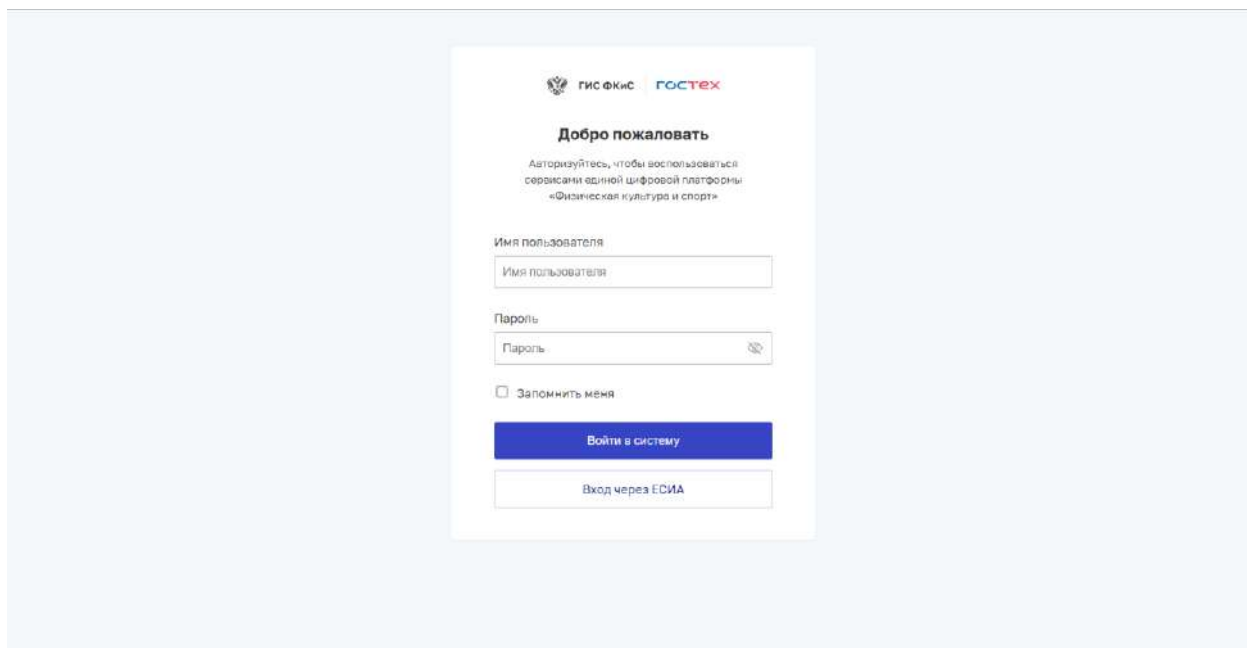 ГИС ФКиС гостех
Добро пожаловать
Авторизуйтесь, чтобы воспользоваться
сервисами единой цифровой платформы
«Физическая культура и спорт»
Имя пользователя
Имя пользователя
Пароль
Пароль
Запомнить меня
Войти в систему
Вход через ЕСИА